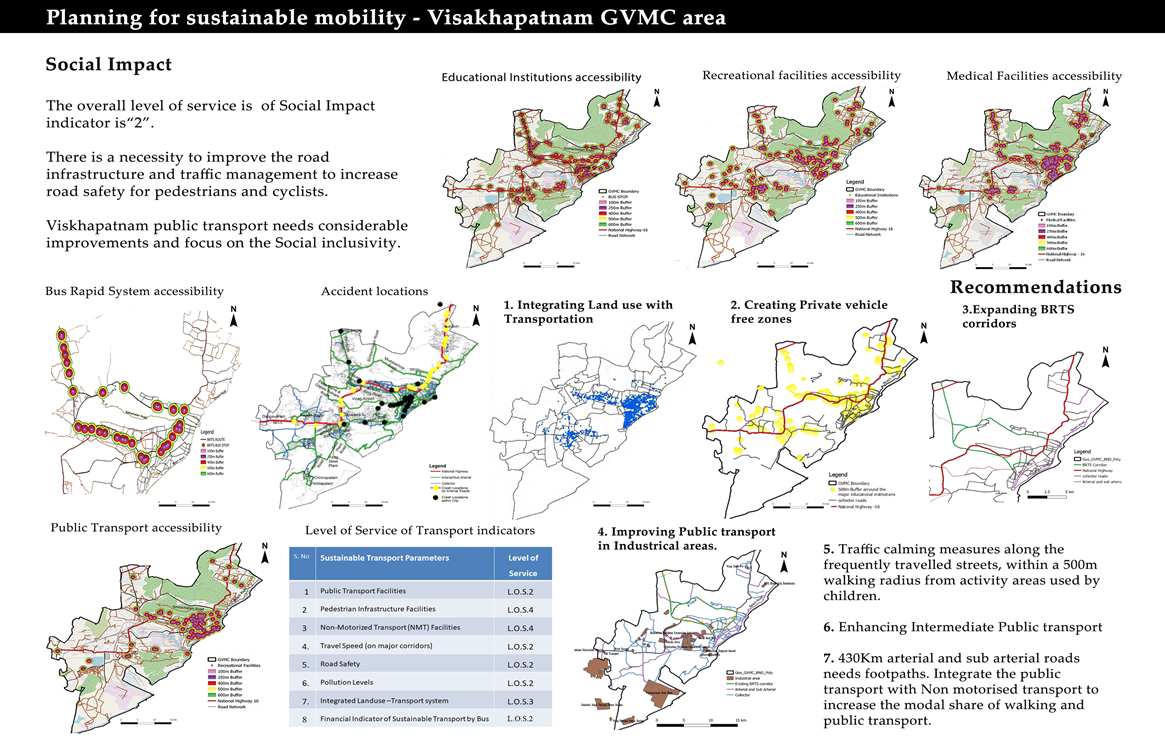 Planning for sustainable mobility - Visakhapatnam GVMC area
Social Impact
The overall level of service is of Social Impact
indicator is“2”.
There is a necessity to improve the road
infrastructure and traffic management to increase
road safety for pedestrians and cyclists.
Viskhapatnam public transport needs considerable
improvements and focus on the Social inclusivity.
Educational Institutions accessibility
N
Legend
GVMC Boundary
BUS STOP
100m Buffer
250m Buffer
400m Buffer
500m Buffer
600m Buffer
National Highway-16
Road Network
Recreational facilities accessibility
N
Legend
GVMC Boundary
Educational Institutions
100m Buffer
250m Buffer
400m Buffer
500m Buffer
600m Buffer
National Highway-16
Road Network
Medical Facilities accessibility
N
Legend
GVMC Boundary
Medical Facilities
100m Buffer
250m Buffer
400m Buffer
500m Buffer
600m Buffer
National Highway -16
Road Network
Bus Rapid System accessibility
N
Legend
BRTS ROUTE
BRTS BUS STOP
100m Buffer
250m Buffer
400m Buffer
500m Buffer
600m Buffer
Accident locations
N
Legend
National Highway
Arterial/Sub Arterial
Collector
Crash Locations
on Arterial Roads
Crash Locations
within City
Recommendations
1. Integrating Land use with
Transportation
N
2. Creating Private vehicle
free zones
N
Legend
GVMC Boundary
500m Buffer around the
major educational institutions
collector roads
National Highway -16
3.Expanding BRTS
corridors
N
Legend
Geo_GVMC_BND_Poly
BRTS Corridor
National Highway
collector roads
Arterial and sub arteris
0 2.5 5 km
Public Transport accessibility
N
Legend
GVMC Boundary
Recreational Facilities
100m Buffer
250m Buffer
400m Buffer
500m Buffer
600m Buffer
National Highway 16
Road Network
Level of Service of Transport indicators
S. No Sustainable Transport Parameters Level of
Service
1 Public Transport Facilities L.O.S.2
2 Pedestrian Infrastructure Facilities L.O.S.4
3 Non-Motorized Transport (NMT) Facilities L.O.S.4
4. Travel Speed (on major corridors) L.O.S.2
5. Road Safety L.O.S.2
6. Pollution Levels L.O.S.2
7. Integrated Landuse –Transport system L.O.S.3
8 Financial Indicator of Sustainable Transport by Bus L.O.S.2
4. Improving Public transport
in Industrical areas.
N
Legend
Geo_GVMC_BND_Poly
Industrial area
Existing BRTS corridor
Arterial and Sub Arterial
Collector
0 5 10 15 km
5. Traffic calming measures along the
frequently travelled streets, within a 500m
walking radius from activity areas used by
children.
6. Enhancing Intermediate Public transport
7. 430Km arterial and sub arterial roads
needs footpaths. Integrate the public
transport with Non motorised transport to
increase the modal share of walking and
public transport.